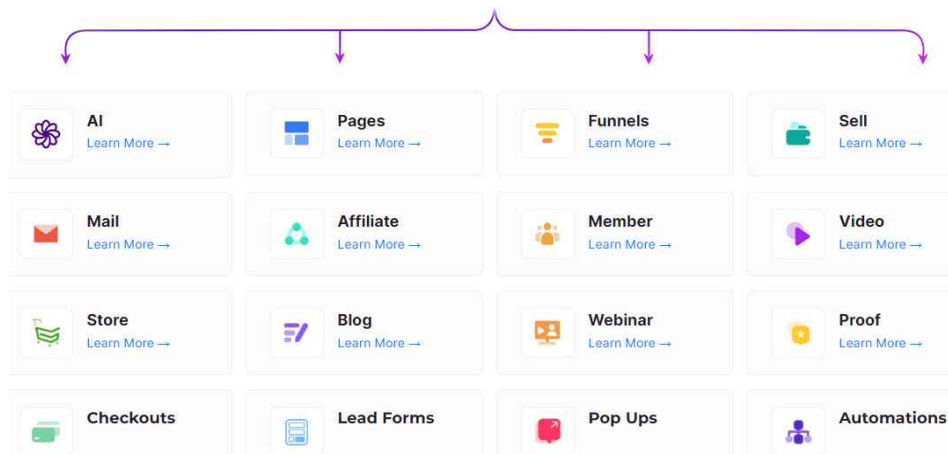 AI
Learn More →
Pages
Learn More →
Funnels
Learn More →
Sell
Learn More →
Mail
Learn More →
Affiliate
Learn More →
Member
Learn More →
Video
Learn More →
Store
Learn More →
Blog
Learn More →
Webinar
Learn More →
Proof
Learn More →
Checkouts
Lead Forms
Pop Ups
Automations